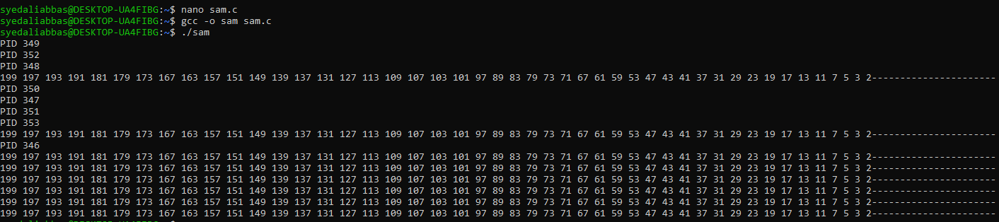 syedaliabbas@DESKTOP-UA4FIBG:~$ nano sam.c
syedaliabbas@DESKTOP-UA4FIBG:~$ gcc -o sam sam.c
syedaliabbas@DESKTOP-UA4FIBG:~$ ./sam
PID 349
PID 352
PID 348
199 197 193 191 181 179 173 167 163 157 151 149 139 137 131 127 113 109 107 103 101 97 89 83 79 73 71 67 61 59 53 47 43 41 37 31 29 23 19 17 13 11 7 5 3 2----------------------
PID 350
PID 347
PID 351
PID 353
199 197 193 191 181 179 173 167 163 157 151 149 139 137 131 127 113 109 107 103 101 97 89 83 79 73 71 67 61 59 53 47 43 41 37 31 29 23 19 17 13 11 7 5 3 2----------------------
PID 346
199 197 193 191 181 179 173 167 163 157 151 149 139 137 131 127 113 109 107 103 101 97 89 83 79 73 71 67 61 59 53 47 43 41 37 31 29 23 19 17 13 11 7 5 3 2----------------------
199 197 193 191 181 179 173 167 163 157 151 149 139 137 131 127 113 109 107 103 101 97 89 83 79 73 71 67 61 59 53 47 43 41 37 31 29 23 19 17 13 11 7 5 3 2----------------------
199 197 193 191 181 179 173 167 163 157 151 149 139 137 131 127 113 109 107 103 101 97 89 83 79 73 71 67 61 59 53 47 43 41 37 31 29 23 19 17 13 11 7 5 3 2----------------------
199 197 193 191 181 179 173 167 163 157 151 149 139 137 131 127 113 109 107 103 101 97 89 83 79 73 71 67 61 59 53 47 43 41 37 31 29 23 19 17 13 11 7 5 3 2----------------------
199 197 193 191 181 179 173 167 163 157 151 149 139 137 131 127 113 109 107 103 101 97 89 83 79 73 71 67 61 59 53 47 43 41 37 31 29 23 19 17 13 11 7 5 3 2----------------------
199 197 193 191 181 179 173 167 163 157 151 149 139 137 131 127 113 109 107 103 101 97 89 83 79 73 71 67 61 59 53 47 43 41 37 31 29 23 19 17 13 11 7 5 3 2----------------------